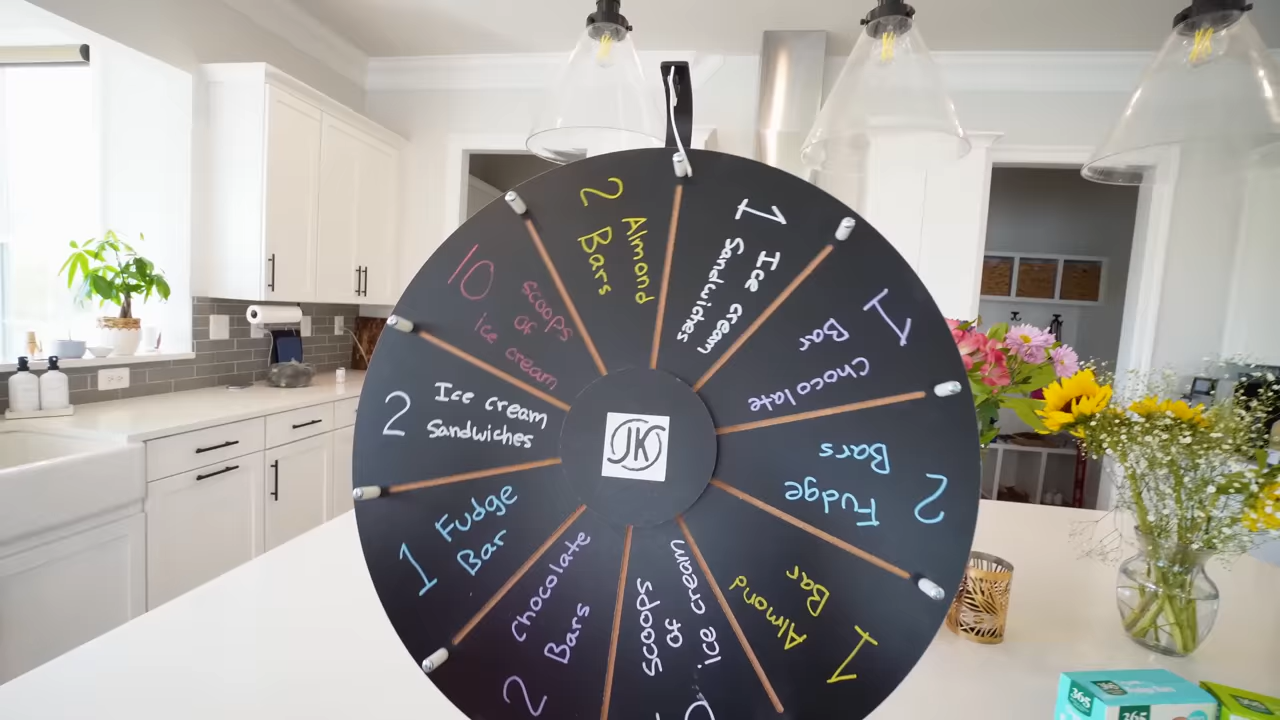 2 Almond
Bars
1 Ice cream
Sandwiches
1 Chocolate
Bar
2 Fudge
Bars
1 Almond
Bar
scoops
of
ice cream
2 Chocolate
Bars
1 Fudge
Bar
2 Ice cream
Sandwiches
10 scoops
of
ice cream
JK
365
365